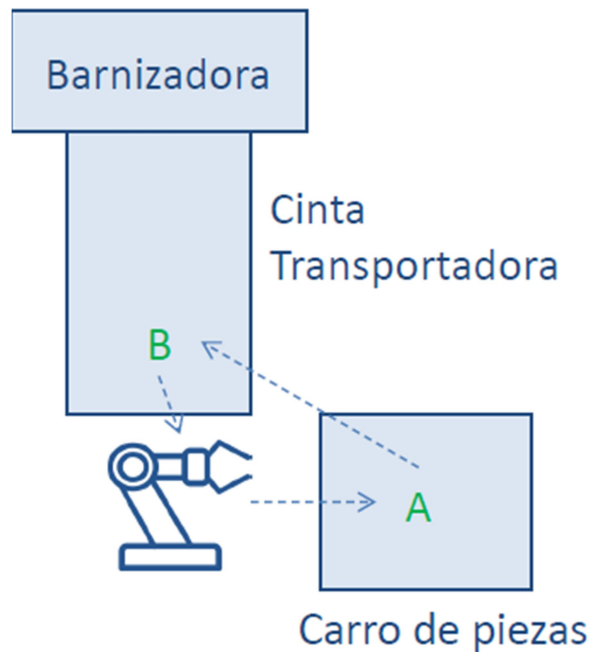 Barnizadora
Cinta
Transportadora
B
A
Carro de piezas